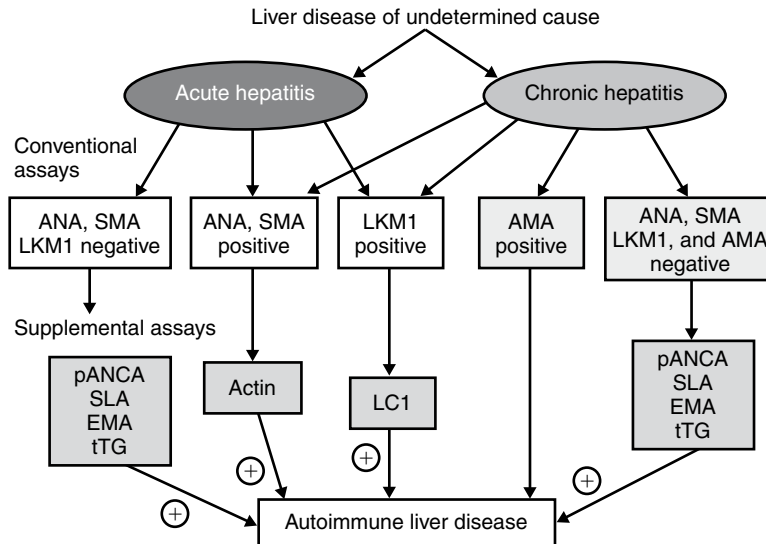 Liver disease of undetermined cause
Acute hepatitis
Chronic hepatitis
Conventional
assays
ANA, SMA
LKM1 negative
ANA, SMA
positive
LKM1
positive
AMA
positive
ANA, SMA
LKM1, and AMA
negative
Supplemental assays
pANCA
SLA
EMA
tTG
Actin
LC1
pANCA
SLA
EMA
tTG
+
+
+
+
Autoimmune liver disease